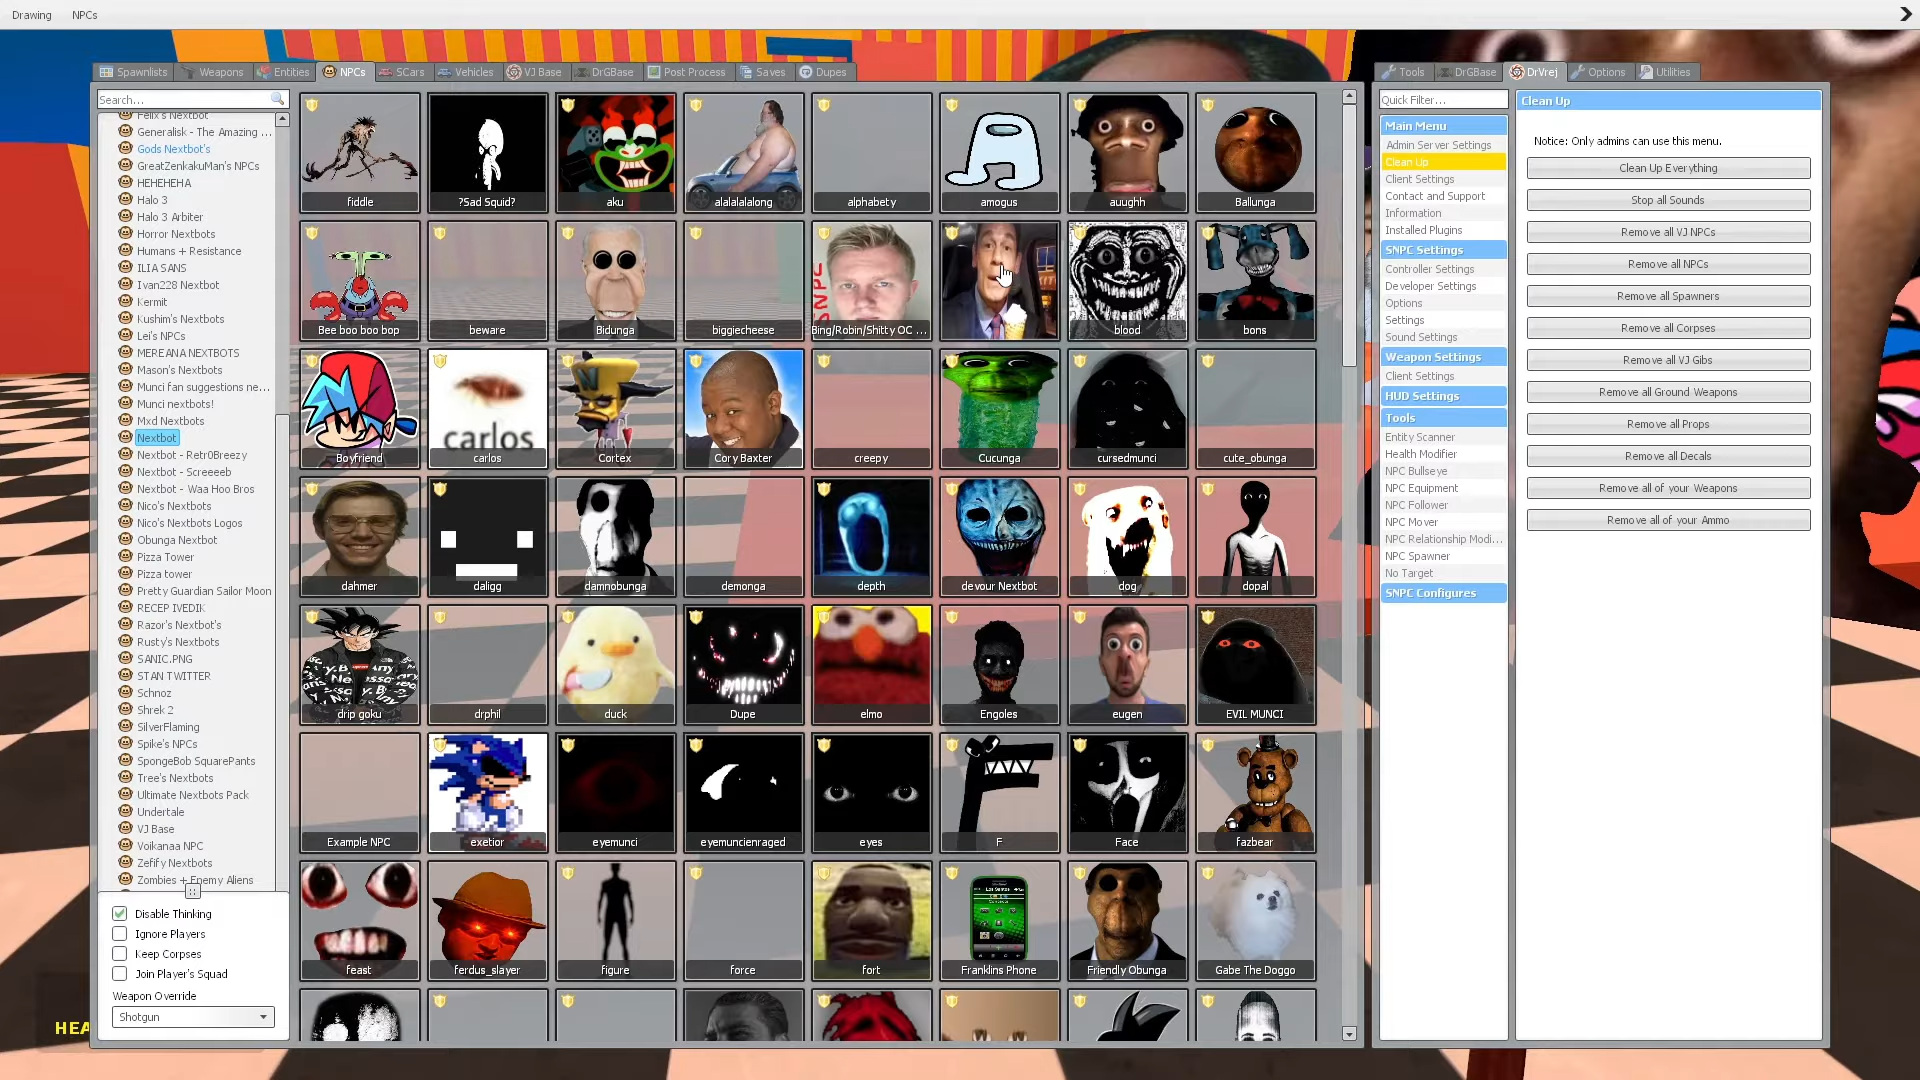 Drawing NPCs
Spawnlists Weapons Entities NPCs SCars Vehicles VJ Base DrGBase Post Process Saves Dupes
Search...
Felix's Nextbot
Generalisk - The Amazing ...
Gods Nextbot's
GreatZenkakuMan's NPCs
HEHEHEHA
Halo 3
Halo 3 Arbiter
Horror Nextbots
Humans + Resistance
ILIA SANS
Ivan228 Nextbot
Kermit
Kushim's Nextbots
Lei's NPCs
MEREANA NEXTBOTS
Mason's Nextbots
Munci fan suggestions ne...
Munci nextbots!
Mxd Nextbots
Nextbot
Nextbot - Retr0Breezy
Nextbot - Screeeeb
Nextbot - Waa Hoo Bros
Nico's Nextbots
Nico's Nextbots Logos
Obunga Nextbot
Pizza Tower
Pizza tower
Pretty Guardian Sailor Moon
RECEP IVEDIK
Razor's Nextbot's
Rusty's Nextbots
SANIC.PNG
STAN TWITTER
Schnoz
Shrek 2
SilverFlaming
Spike's NPCs
SpongeBob SquarePants
Tree's Nextbots
Ultimate Nextbots Pack
Undertale
VJ Base
Voikanaa NPC
Zefify Nextbots
Zombies + Enemy Aliens
Disable Thinking
Ignore Players
Keep Corpses
Join Player's Squad
Weapon Override
Shotgun
HEA
fiddle ?Sad Squid? aku alalalalalong alphabety amogus auughh Ballunga
SNPC
Bee boo boo bop beware Bidunga biggiecheese Bing/Robin/Shitty OC ... blood bons
carlos
Boyfriend carlos Cortex Cory Baxter creepy Cucunga cursedmunci cute_obunga
dahmer daligg damnobunga demonga depth devour Nextbot dog dopal
drip goku drphil duck Dupe elmo Engoles eugen EVIL MUNCI
Example NPC exetior eyemunci eyemuncienraged eyes F Face fazbear
feast ferdus_slayer figure force fort Franklins Phone Friendly Obunga Gabe The Doggo
Tools DrGBase DrVrej Options Utilities
Quick Filter...
Main Menu
Admin Server Settings
Clean Up
Client Settings
Contact and Support
Information
Installed Plugins
SNPC Settings
Controller Settings
Developer Settings
Options
Settings
Sound Settings
Weapon Settings
Client Settings
HUD Settings
Tools
Entity Scanner
Health Modifier
NPC Bullseye
NPC Equipment
NPC Follower
NPC Mover
NPC Relationship Modi...
NPC Spawner
No Target
SNPC Configures
Clean Up
Notice: Only admins can use this menu.
Clean Up Everything
Stop all Sounds
Remove all VJ NPCs
Remove all NPCs
Remove all Spawners
Remove all Corpses
Remove all VJ Gibs
Remove all Ground Weapons
Remove all Props
Remove all Decals
Remove all of your Weapons
Remove all of your Ammo